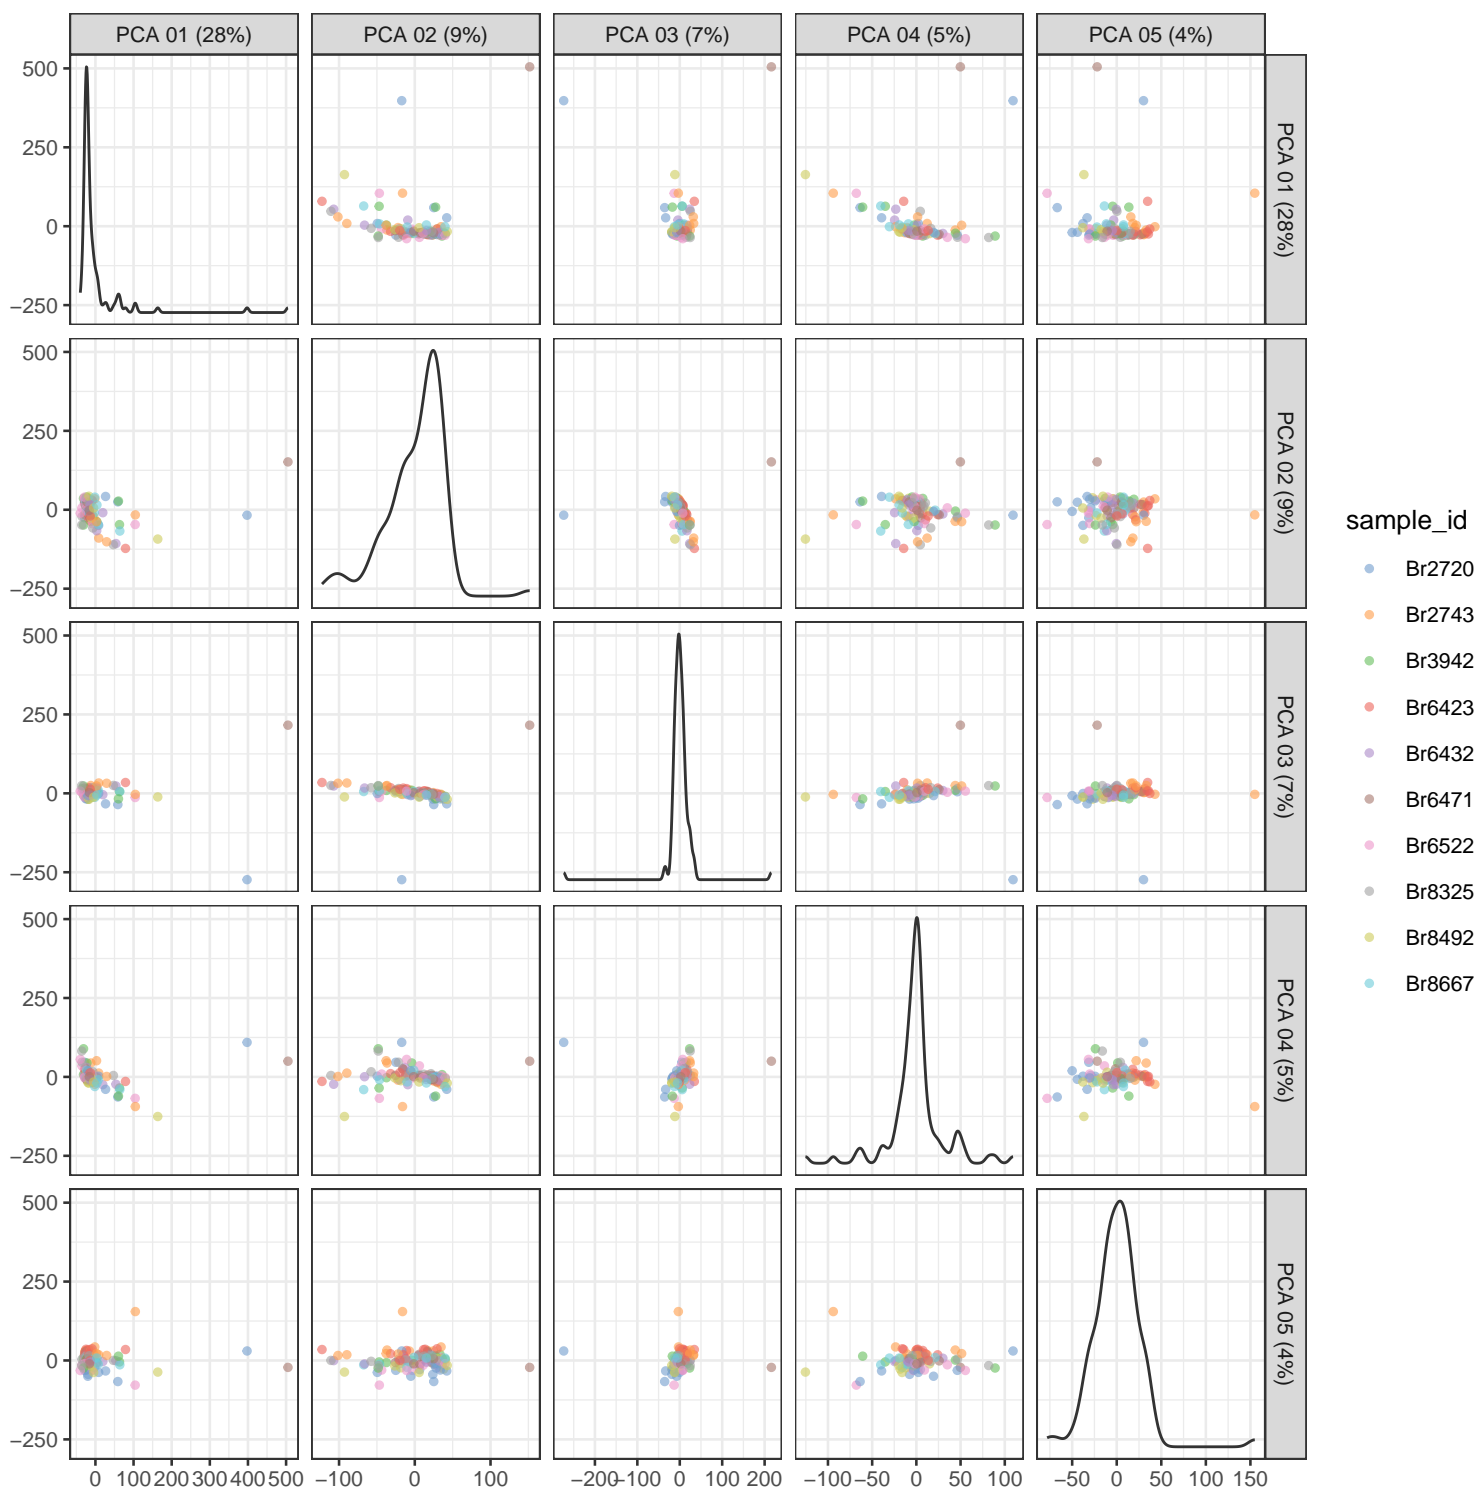 PCA 01 (28%) PCA 02 (9%) PCA 03 (7%) PCA 04 (5%) PCA 05 (4%)
500
250
0
−250
PCA 01 (28%)
500
250
0
−250
PCA 02 (9%)
500
250
0
−250
PCA 03 (7%)
500
250
0
−250
PCA 04 (5%)
500
250
0
−250
PCA 05 (4%)
0 100 200 300 400 500 −100 0 100 −200 −100 0 100 200 −100 −50 0 50 100 −50 0 50 100 150
sample_id
Br2720
Br2743
Br3942
Br6423
Br6432
Br6471
Br6522
Br8325
Br8492
Br8667